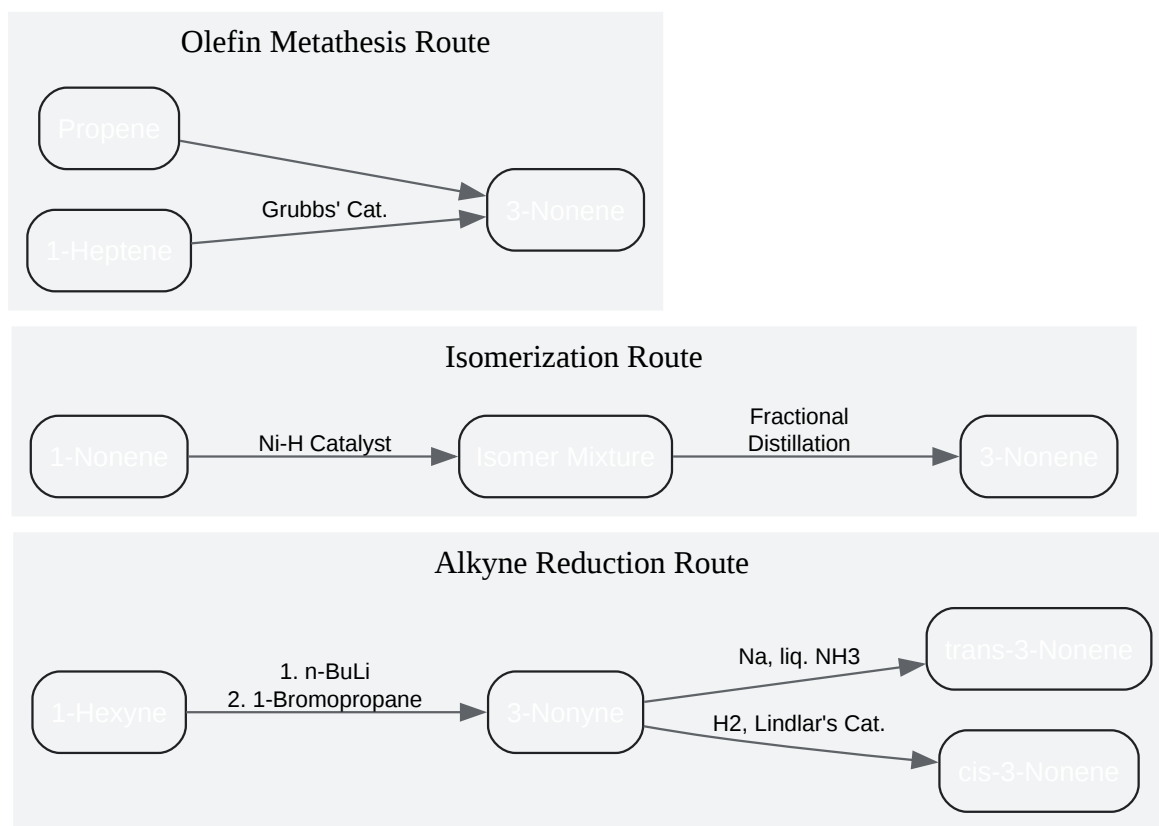 Olefin Metathesis Route
Propene
Grubbs' Cat.
3-Nonene
1-Heptene
Isomerization Route
1-Nonene
Ni-H Catalyst
Isomer Mixture
Fractional
Distillation
3-Nonene
Alkyne Reduction Route
1-Hexyne
1. n-BuLi
2. 1-Bromopropane
3-Nonyne
Na, liq. NH3
trans-3-Nonene
H2, Lindlar's Cat.
cis-3-Nonene